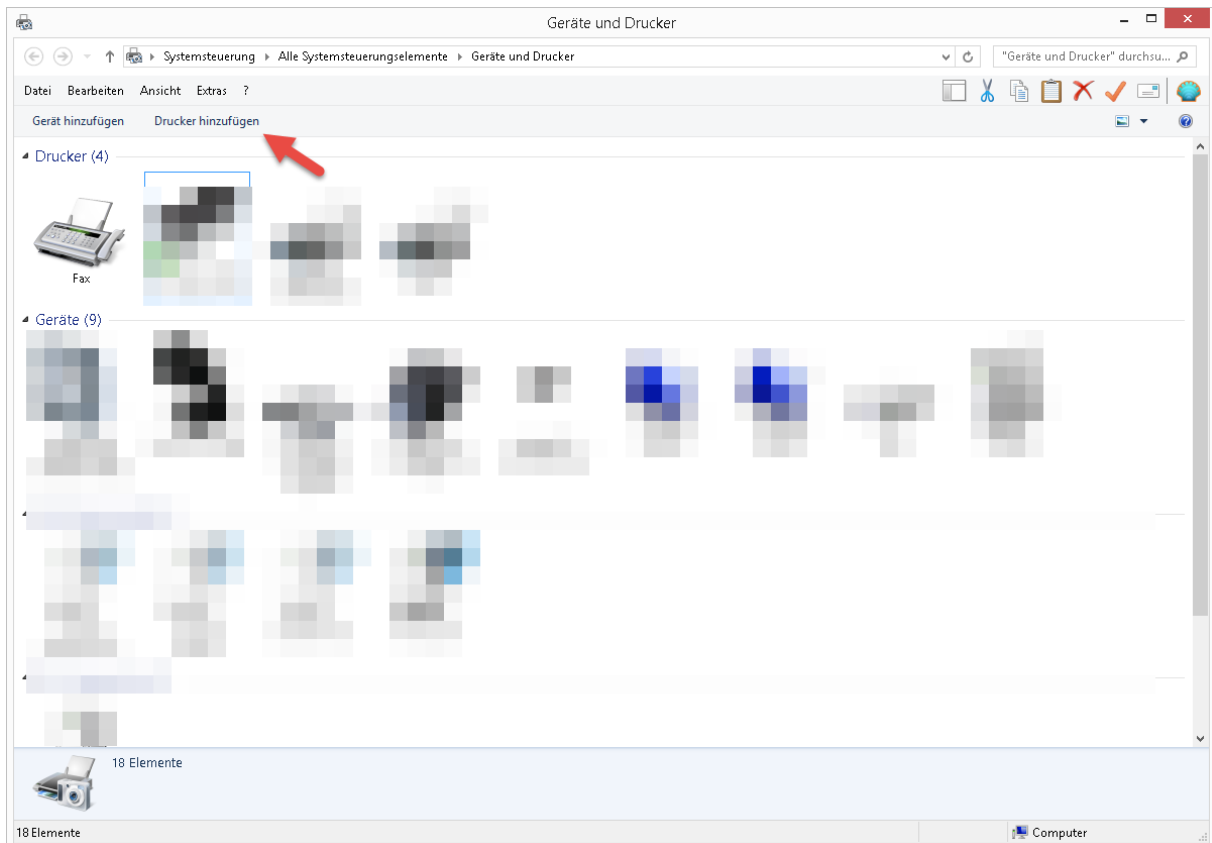 Geräte und Drucker
Systemsteuerung Alle Systemsteuerungselemente Geräte und Drucker
"Geräte und Drucker" durchsu...
Datei Bearbeiten Ansicht Extras ?
Gerät hinzufügen Drucker hinzufügen
Drucker (4)
Fax
Geräte (9)
18 Elemente
18 Elemente Computer